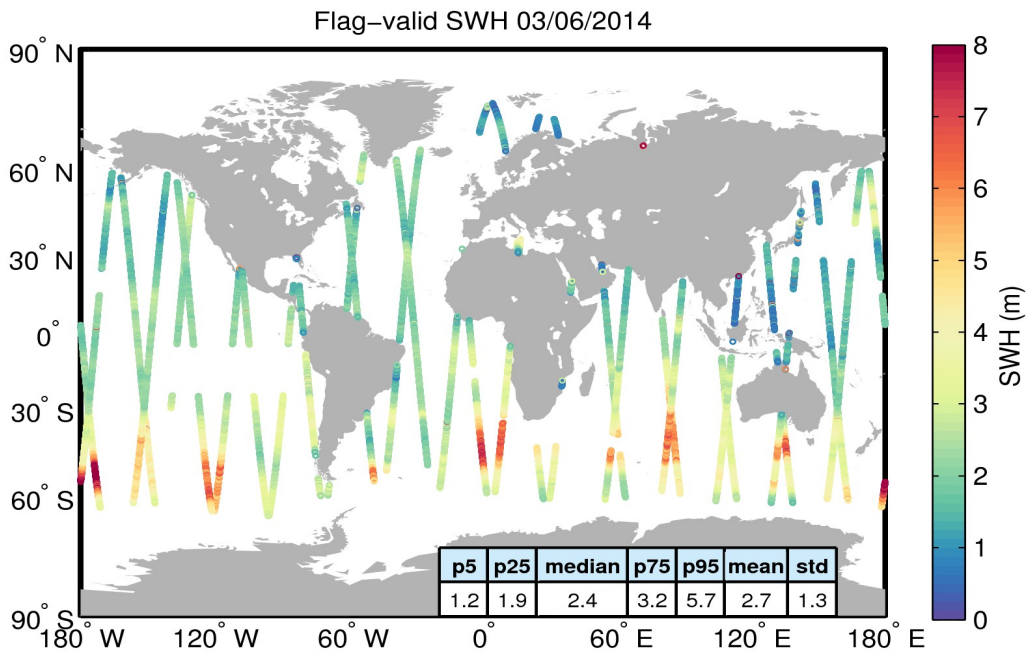 Flag−valid SWH 03/06/2014
90° N
60° N
30° N
0°
30° S
60° S
90° S
180° W
120° W
60° W
0°
60° E
120° E
180° E
p5 p25 median p75 p95 mean std
1.2 1.9 2.4 3.2 5.7 2.7 1.3
8
7
6
5
4
3
2
1
0
SWH (m)